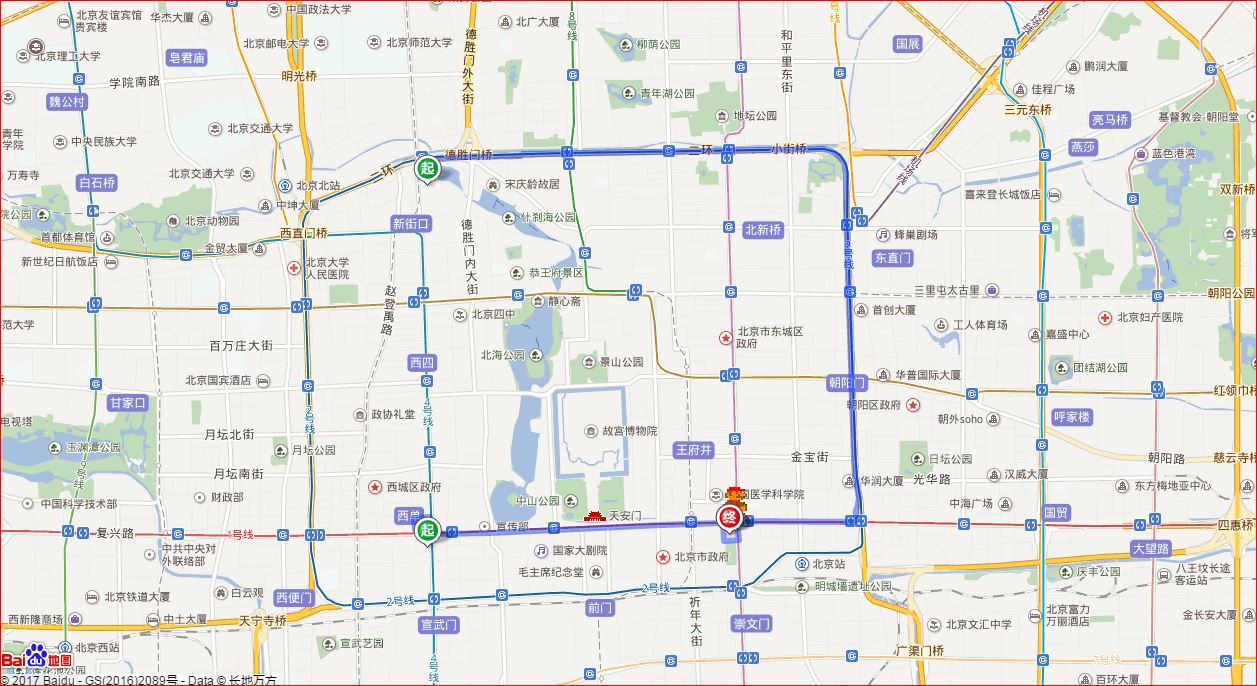 北京友谊宾馆
贵宾楼
华杰大厦
中国政法大学
北广大厦
8号线
号线
和平里东街
国展
机场线
鹏润大厦
北京理工大学
皂君庙
北京邮电大学
北京师范大学
德胜门外大街
柳荫公园
学院南路
明光桥
佳程广场
魏公村
青年湖公园
三元东桥
地坛公园
亮马桥
基督教会-朝阳堂
青年
学院
中央民族大学
北京交通大学
二环
德胜门桥
二环
小街桥
机场线
燕莎
蓝色港湾
万寿寺
白石桥
北京交通大学
北京北站
起
宋庆龄故居
喜来登长城饭店
双新桥
院公园
北京动物园
中坤大厦
新街口
什刹海公园
北新桥
蜂巢剧场
首都体育馆
西直门桥
金贸大厦
德胜门内大街
2号线
东直门
将军
新世纪日航饭店
北京大学
人民医院
恭王府景区
三里屯太古里
朝阳公园
赵登禹路
静心斋
范大学
北京四中
首创大厦
工人体育场
北京妇产医院
北京市东城区
政府
嘉盛中心
百万庄大街
北海公园
景山公园
西四
团结湖公园
北京国宾酒店
朝阳门
华普国际大厦
红领巾桥
甘家口
2号线
4号线
政协礼堂
朝阳区政府
朝外soho
呼家楼
电视塔
月坛北街
故宫博物院
玉渊潭公园
月坛公园
王府井
金宝街
日坛公园
朝阳路
慈云寺桥
9号线
月坛南街
西城区政府
华润大厦
光华路
汉威大厦
东方梅地亚中心
中国科学技术部
财政部
中山公园
国医学科学院
中海广场
西单
天安门
终
国贸
复兴路
1号线
起
宣传部
四惠桥
中共中央对
外联络部
国家大剧院
北京市政府
北京站
大望路
毛主席纪念堂
庆丰公园
八王坟长途
客运站
北京铁道大厦
白云观
西便门
2号线
2号线
明城墙遗址公园
前门
祈年大街
西新隆商场
中土大厦
天宁寺桥
宣武门
崇文门
北京文汇中学
北京富力
万丽酒店
金长安大厦
北京西站
宣武艺园
4号线
广渠门桥
7号线
Baidu地图
莲花池公园
百环大厦
© 2017 Baidu - GS(2016)2089号 - Data © 长地万方